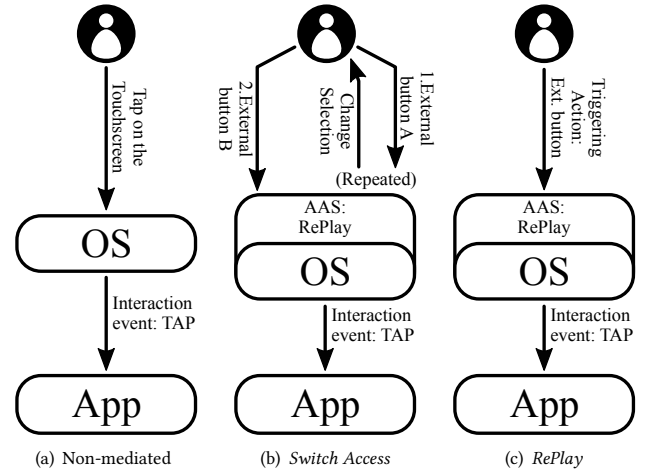 Tap on the
Touchscreen
OS
Interaction
event: TAP
App
(a) Non-mediated
1.External
button A
Change
Selection
(Repeated)
2.External
button B
AAS:
RePlay
OS
Interaction
event: TAP
App
(b) Switch Access
Triggering
Action:
Ext. button
AAS:
RePlay
OS
Interaction
event: TAP
App
(c) RePlay